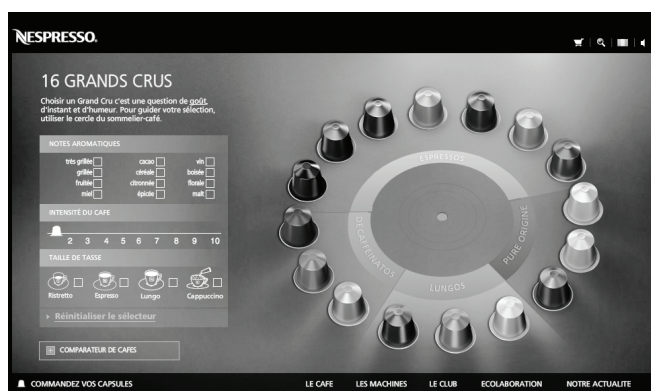 NESPRESSO.
16 GRANDS CRUS
Choisir un Grand Cru c'est une question de goût,
d'instant et d'humeur. Pour guider votre sélection,
utiliser le cercle du sommelier-café.
NOTES AROMATIQUES
très grillée cacao vin
grillée céréale boisée
fruitée citronnée florale
miel épicée malt
INTENSITÉ DU CAFE
2 3 4 5 6 7 8 9 10
TAILLE DE TASSE
Ristretto Espresso Lungo Cappuccino
Réinitialiser le sélecteur
COMPARATEUR DE CAFES
ESPRESSOS
PURE ORIGINE
LUNGOS
DECAFFEINATOS
COMMANDEZ VOS CAPSULES LE CAFE LES MACHINES LE CLUB ECOLABORATION NOTRE ACTUALITE